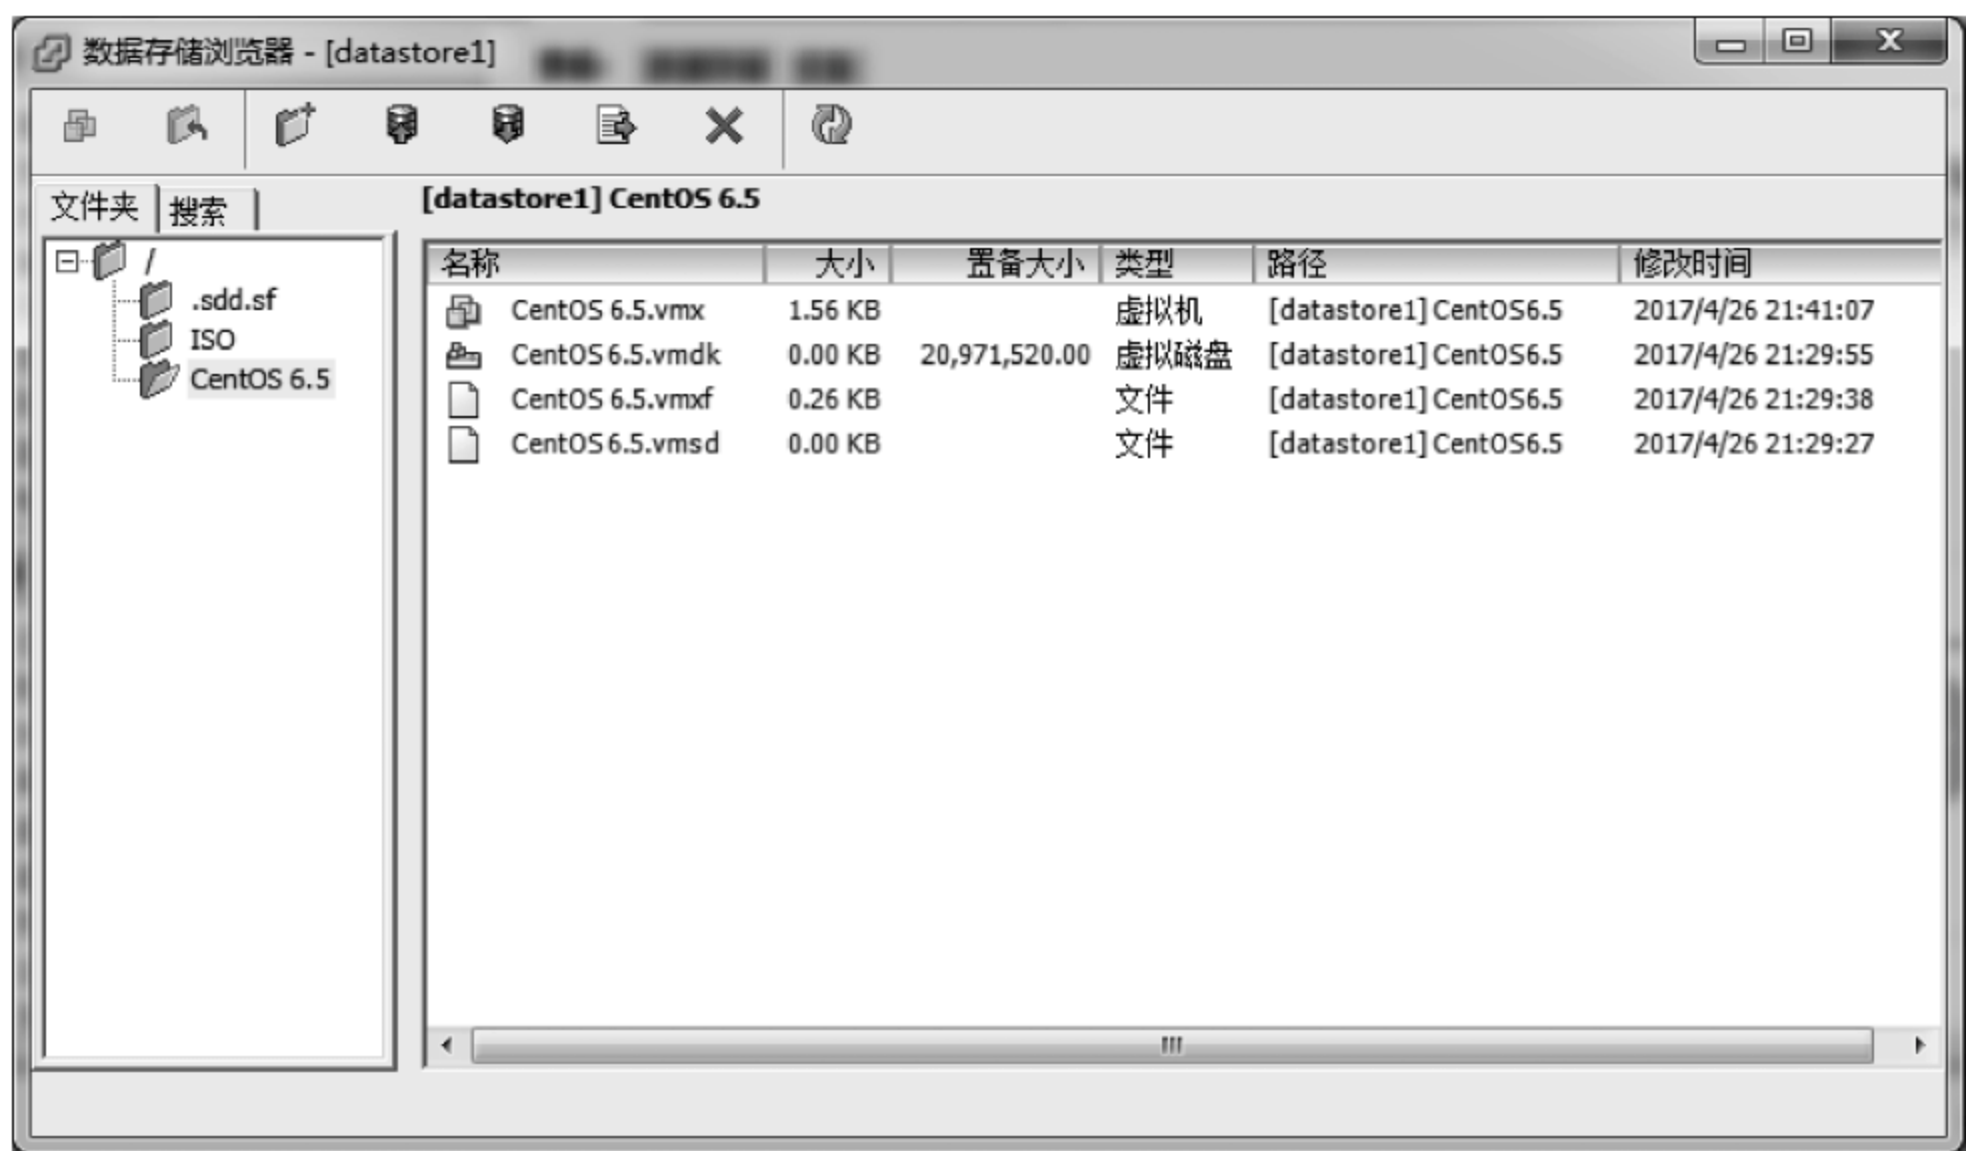 数据存储浏览器 - [datastore1]
文件夹 搜索
[datastore1] CentOS 6.5
/
.sdd.sf
ISO
CentOS 6.5
名称 大小 置备大小 类型 路径 修改时间
CentOS 6.5.vmx 1.56 KB 虚拟机 [datastore1] CentOS6.5 2017/4/26 21:41:07
CentOS 6.5.vmdk 0.00 KB 20,971,520.00 虚拟磁盘 [datastore1] CentOS6.5 2017/4/26 21:29:55
CentOS 6.5.vmxf 0.26 KB 文件 [datastore1] CentOS6.5 2017/4/26 21:29:38
CentOS 6.5.vmsd 0.00 KB 文件 [datastore1] CentOS6.5 2017/4/26 21:29:27